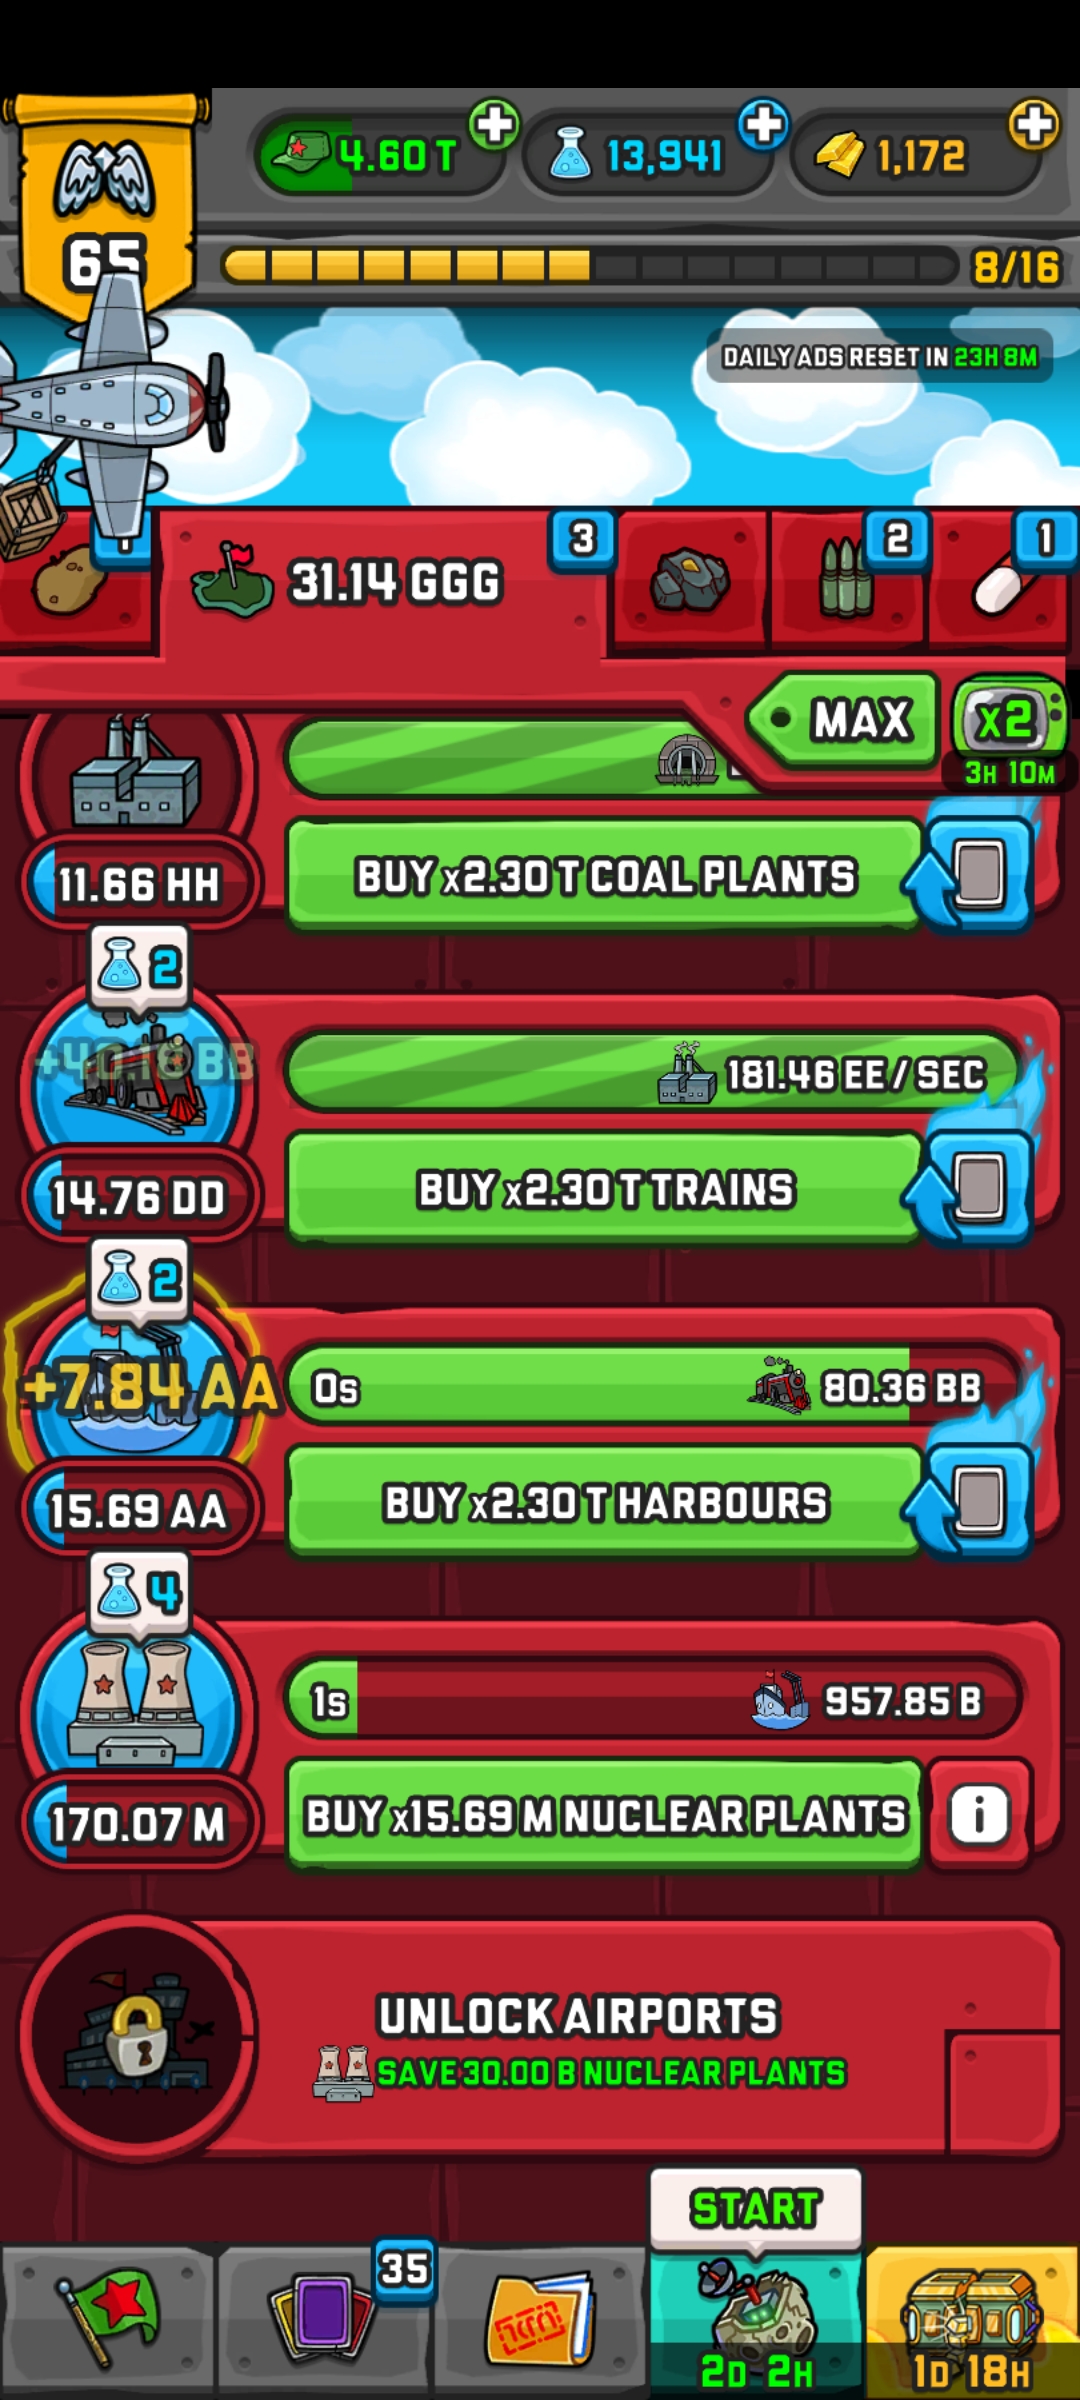 4.60 T
13,941
1,172
65
8/16
DAILY ADS RESET IN 23H 8M
31.14 GGG
3
2
1
MAX
x2
3H 10M
11.66 HH
BUY x2.30 T COAL PLANTS
2
+40.18 BB
181.46 EE / SEC
14.76 DD
BUY x2.30 T TRAINS
2
+7.84 AA
0s
80.36 BB
15.69 AA
BUY x2.30 T HARBOURS
4
1s
957.85 B
170.07 M
BUY x15.69 M NUCLEAR PLANTS
i
UNLOCK AIRPORTS
SAVE 30.00 B NUCLEAR PLANTS
START
35
2D 2H
1D 18H